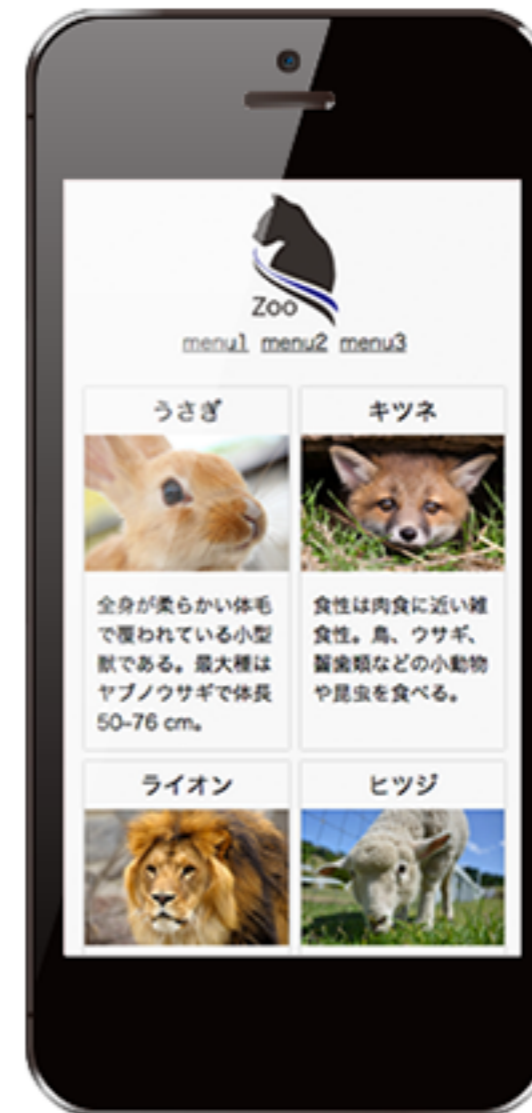 Zoo
menu1 menu2 menu3
うさぎ
全身が柔らかい体毛
で覆われている小型
獣である。最大種は
ヤブノウサギで体長
50-76 cm。
キツネ
食性は肉食に近い雑
食性。鳥、ウサギ、
齧歯類などの小動物
や昆虫を食べる。
ライオン
ヒツジ